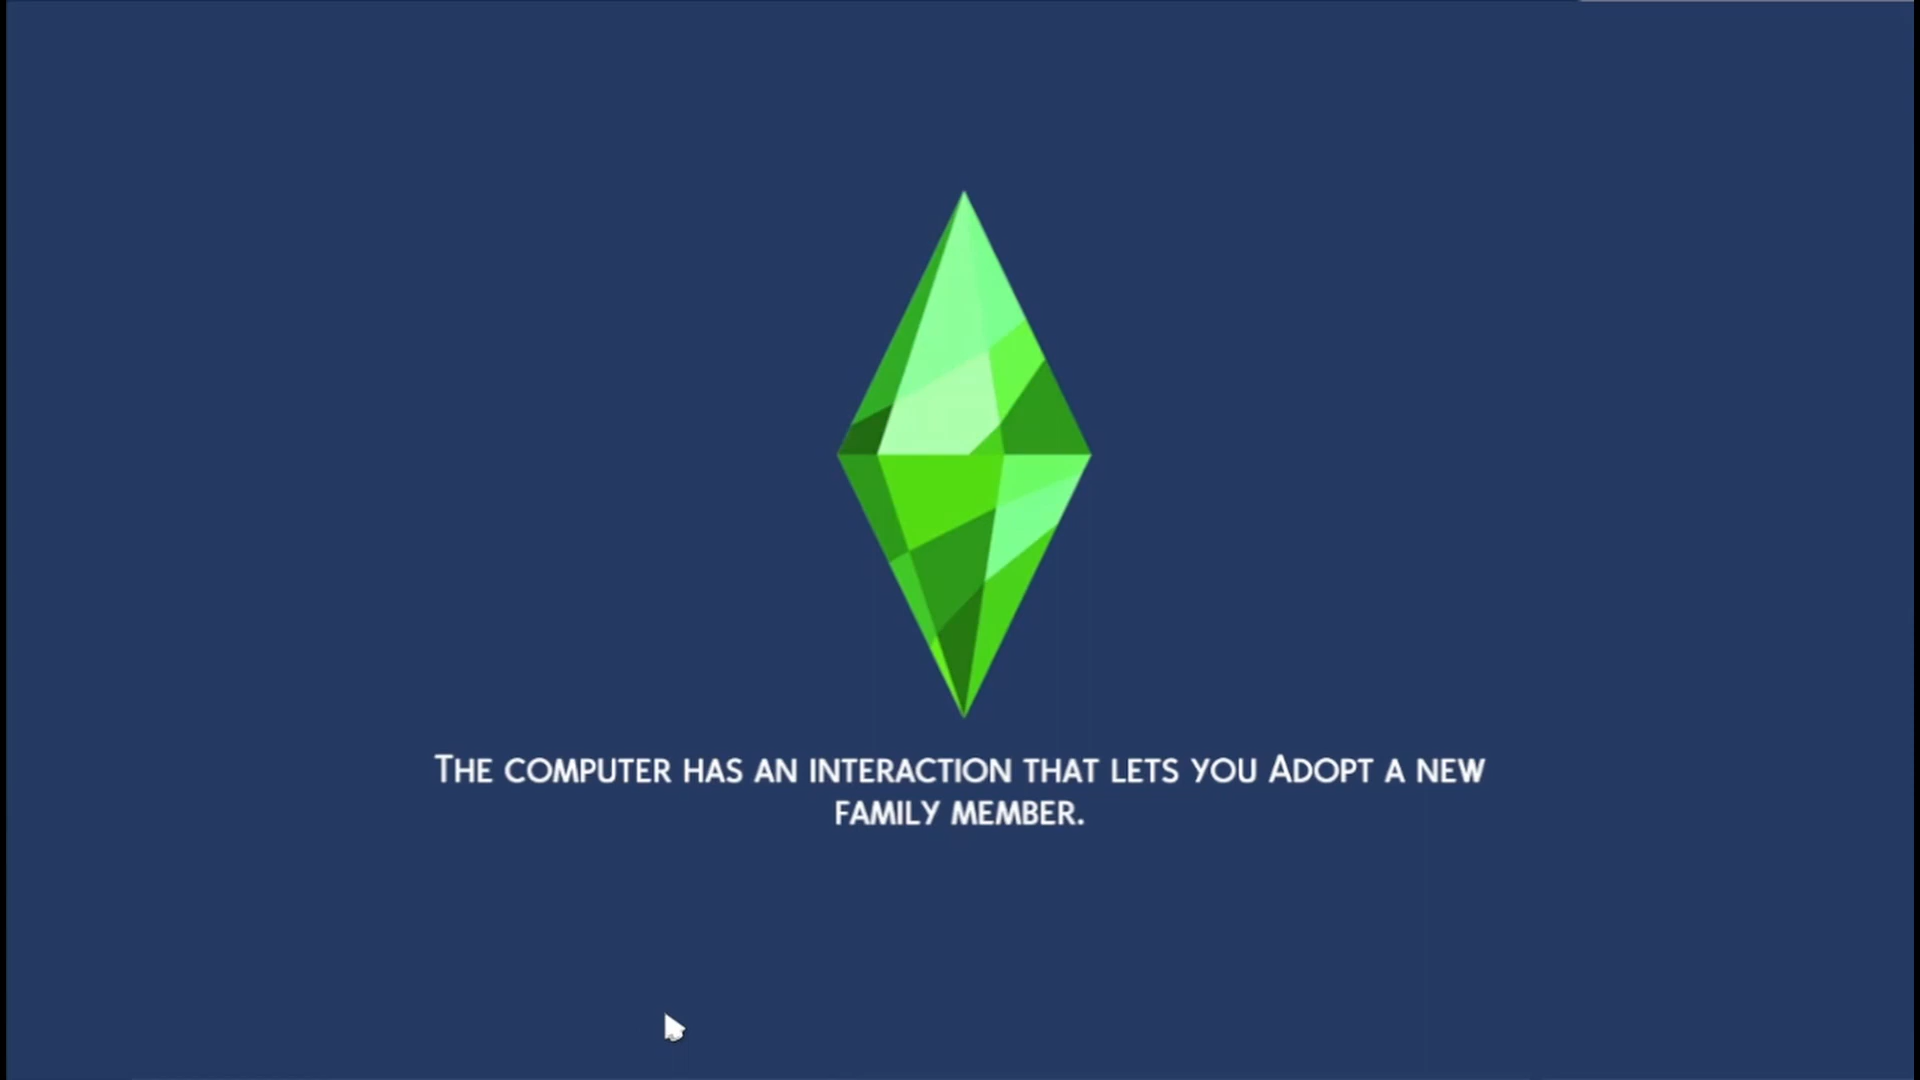 The computer has an interaction that lets you Adopt a new
family member.